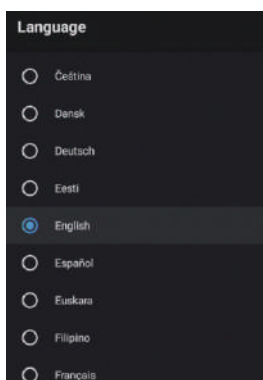 Language
Čeština
Dansk
Deutsch
Eesti
English
Español
Euskara
Filipino
Français